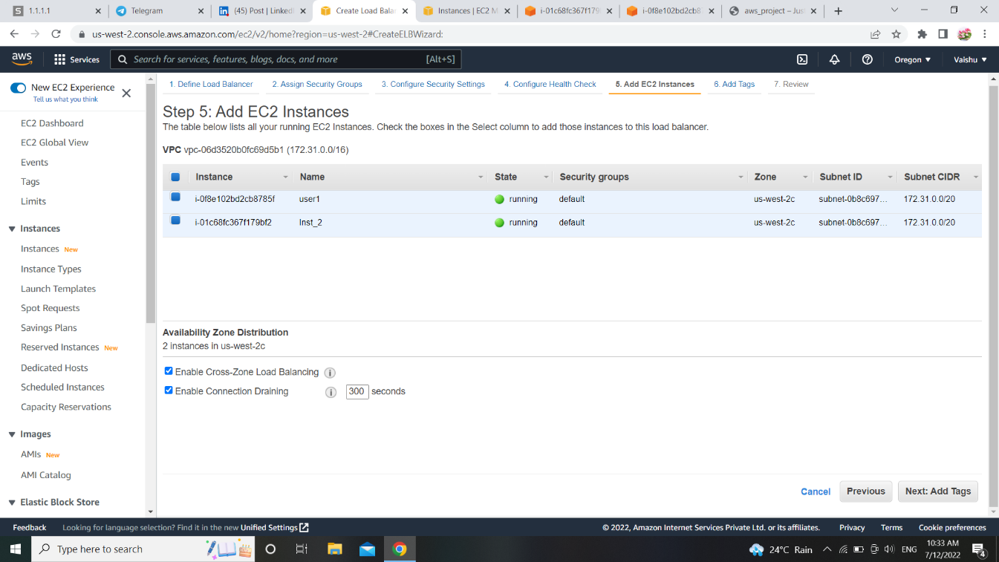 1.1.1.1
Telegram
(45) Post | LinkedI
Create Load Balan
Instances | EC2 M
i-01c68fc367f179
i-0f8e102bd2cb8
aws_project – Jus
us-west-2.console.aws.amazon.com/ec2/v2/home?region=us-west-2#CreateELBWizard:
aws
Services
Search for services, features, blogs, docs, and more
[Alt+S]
Oregon
Vaishu
New EC2 Experience
Tell us what you think
EC2 Dashboard
EC2 Global View
Events
Tags
Limits
Instances
Instances New
Instance Types
Launch Templates
Spot Requests
Savings Plans
Reserved Instances New
Dedicated Hosts
Scheduled Instances
Capacity Reservations
Images
AMIs New
AMI Catalog
Elastic Block Store
1. Define Load Balancer
2. Assign Security Groups
3. Configure Security Settings
4. Configure Health Check
5. Add EC2 Instances
6. Add Tags
7. Review
Step 5: Add EC2 Instances
The table below lists all your running EC2 Instances. Check the boxes in the Select column to add those instances to this load balancer.
VPC vpc-06d3520b0fc69d5b1 (172.31.0.0/16)
Instance Name State Security groups Zone Subnet ID Subnet CIDR
i-0f8e102bd2cb8785f user1 running default us-west-2c subnet-0b8c697... 172.31.0.0/20
i-01c68fc367f179bf2 Inst_2 running default us-west-2c subnet-0b8c697... 172.31.0.0/20
Availability Zone Distribution
2 instances in us-west-2c
Enable Cross-Zone Load Balancing i
Enable Connection Draining i 300 seconds
Cancel
Previous
Next: Add Tags
Feedback
Looking for language selection? Find it in the new Unified Settings
© 2022, Amazon Internet Services Private Ltd. or its affiliates.
Privacy
Terms
Cookie preferences
Type here to search
24°C Rain
ENG
10:33 AM
7/12/2022
4